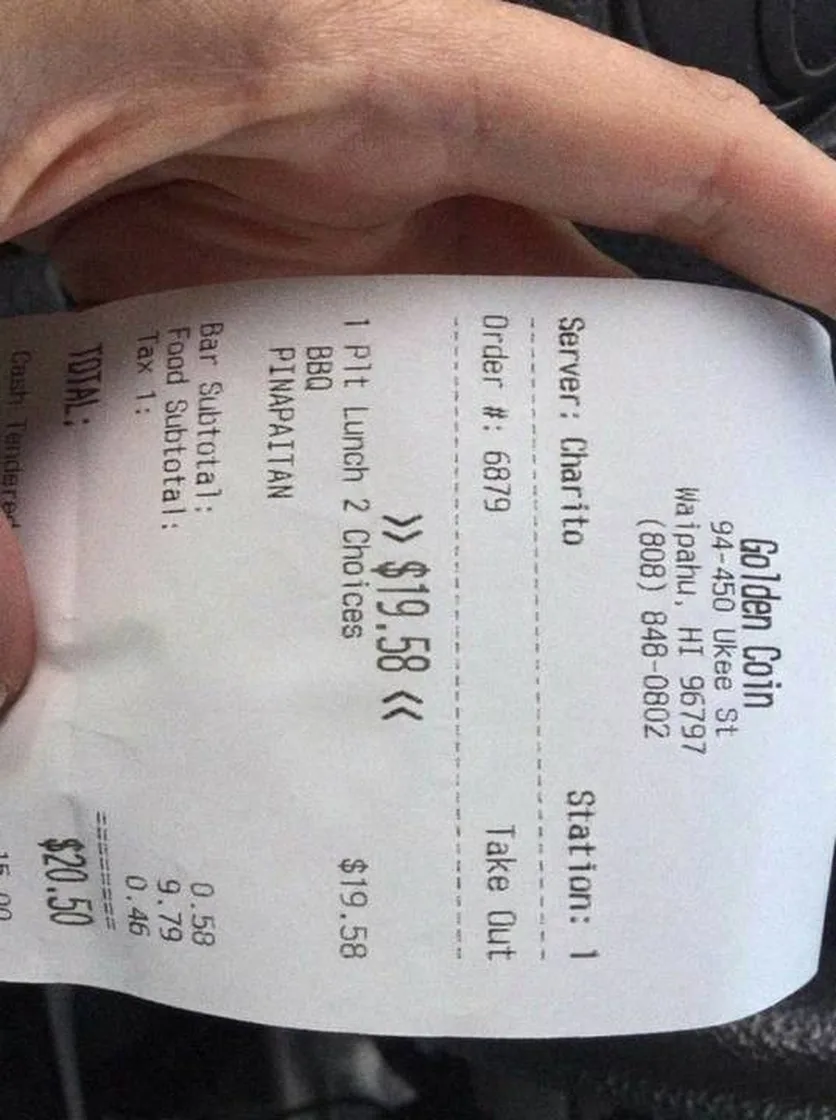 Golden Coin
94-450 Ukee St
Waipahu, HI 96797
(808) 848-0802
Server: Charito Station: 1
Order #: 6879 Take Out
>> $19.58 <<
1 Plt Lunch 2 Choices $19.58
BBQ
PINAPAITAN
Bar Subtotal: 0.58
Food Subtotal: 9.79
Tax 1: 0.46
========
TOTAL: $20.50
Cash Tendered